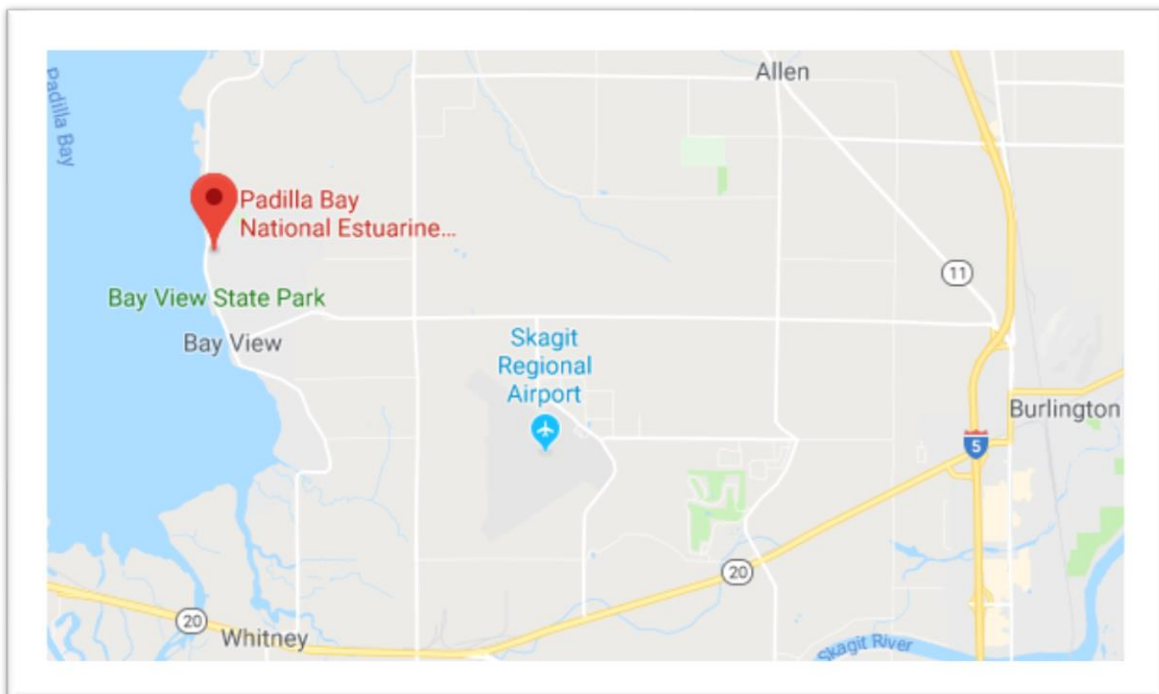 Allen
Padilla Bay
Padilla Bay
National Estuarine...
11
Bay View State Park
Bay View
Skagit
Regional
Airport
Burlington
5
20
20
Whitney
Skagit River